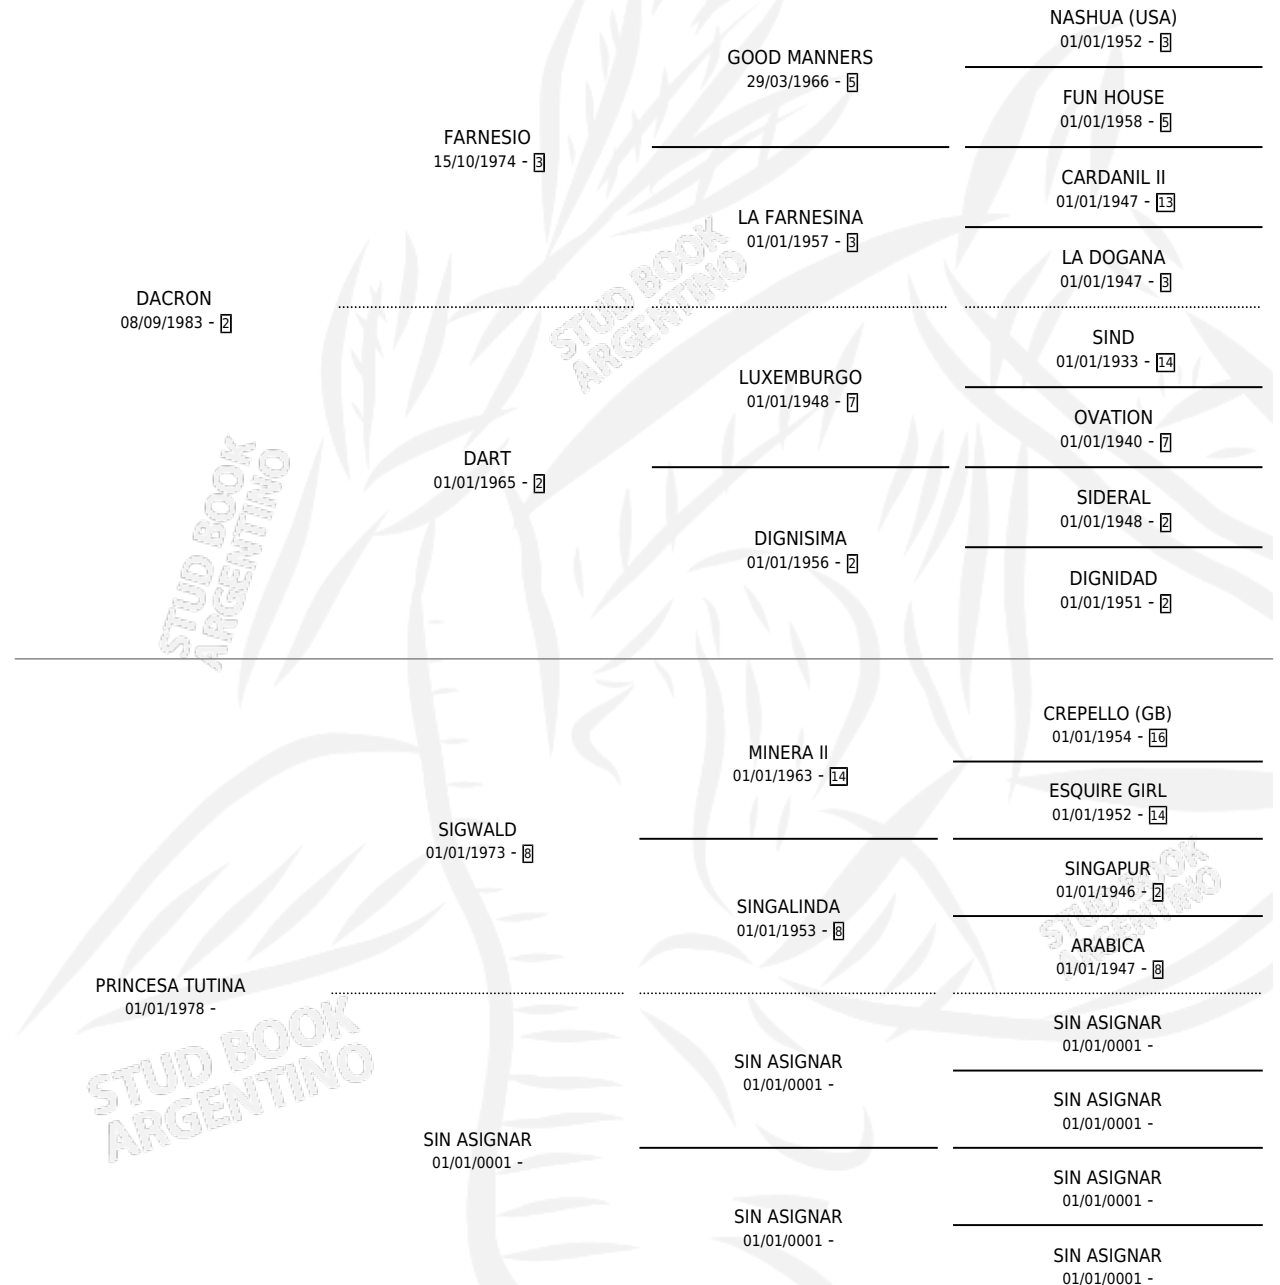 NASHUA (USA)
01/01/1952 - 3
GOOD MANNERS
29/03/1966 - 5
FUN HOUSE
01/01/1958 - 5
FARNESIO
15/10/1974 - 3
CARDANIL II
01/01/1947 - 13
LA FARNESINA
01/01/1957 - 3
LA DOGANA
01/01/1947 - 3
DACRON
08/09/1983 - 2
SIND
01/01/1933 - 14
LUXEMBURGO
01/01/1948 - 7
OVATION
01/01/1940 - 7
DART
01/01/1965 - 2
SIDERAL
01/01/1948 - 2
DIGNISIMA
01/01/1956 - 2
DIGNIDAD
01/01/1951 - 2
CREPELLO (GB)
01/01/1954 - 16
MINERA II
01/01/1963 - 14
ESQUIRE GIRL
01/01/1952 - 14
SIGWALD
01/01/1973 - 8
SINGAPUR
01/01/1946 - 2
SINGALINDA
01/01/1953 - 8
ARABICA
01/01/1947 - 8
PRINCESA TUTINA
01/01/1978 -
SIN ASIGNAR
01/01/0001 -
SIN ASIGNAR
01/01/0001 -
SIN ASIGNAR
01/01/0001 -
SIN ASIGNAR
01/01/0001 -
SIN ASIGNAR
01/01/0001 -
SIN ASIGNAR
01/01/0001 -
SIN ASIGNAR
01/01/0001 -
STUD BOOK
ARGENTINO
STUD BOOK
ARGENTINO
STUD BOOK
ARGENTINO
STUD BOOK
ARGENTINO